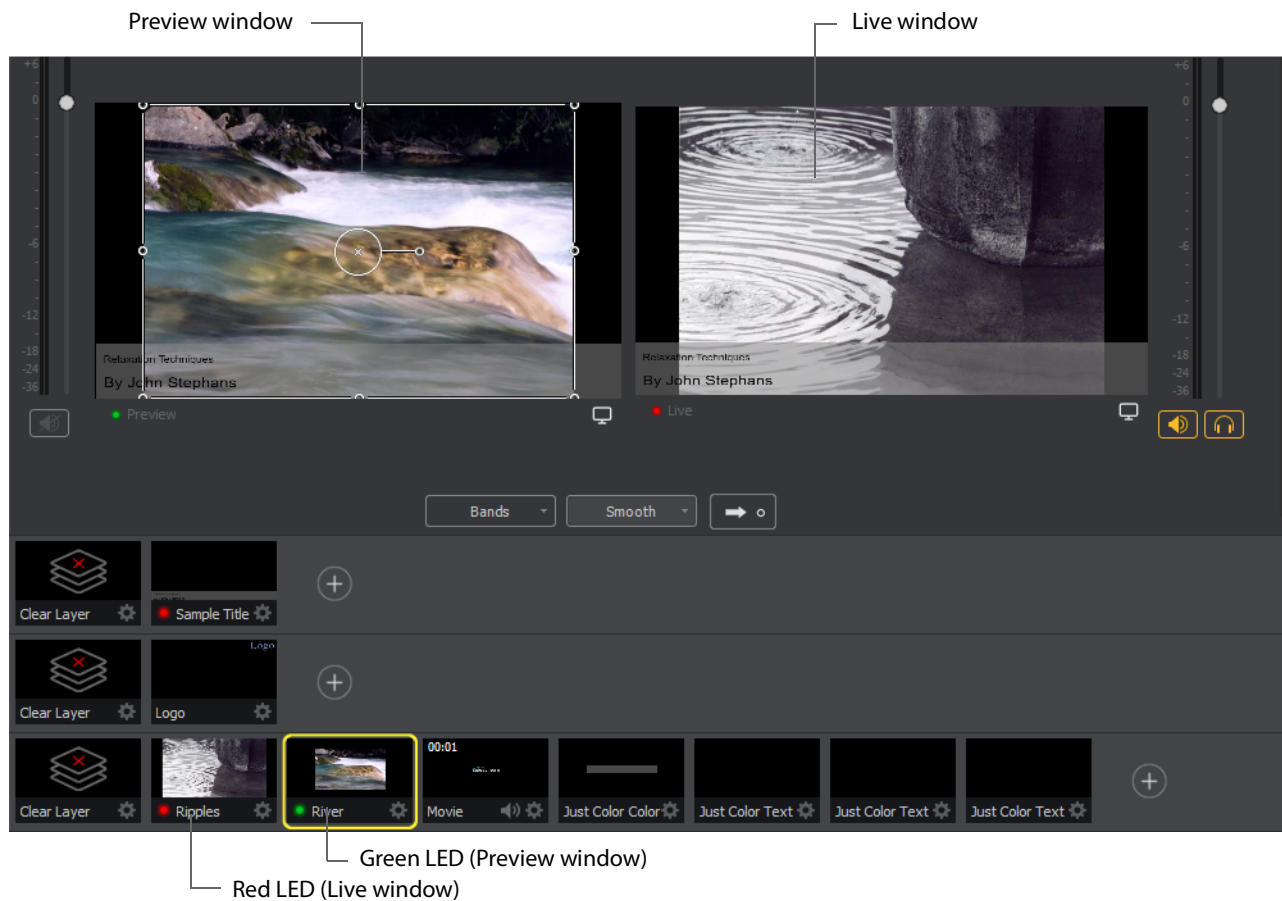 Preview window
Live window
+6
0
-6
-12
-18
-24
-36
+6
0
-6
-12
-18
-24
-36
Relaxation Techniques
By John Stephans
Relaxation Techniques
By John Stephans
Preview
Live
Bands
Smooth
Clear Layer
Sample Title
Logo
Clear Layer
Logo
00:01
Clear Layer
Ripples
River
Movie
Just Color Color
Just Color Text
Just Color Text
Just Color Text
Green LED (Preview window)
Red LED (Live window)